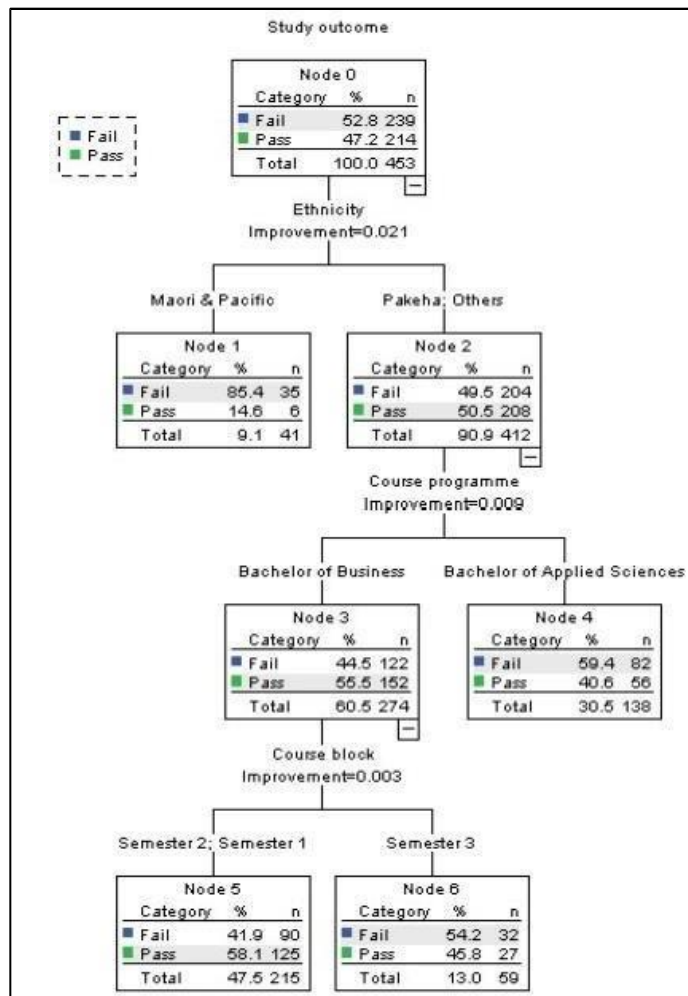 Study outcome
Fail
Pass
Node 0
Category % n
Fail 52.8 239
Pass 47.2 214
Total 100.0 453
Ethnicity
Improvement=0.021
Maori & Pacific
Node 1
Category % n
Fail 85.4 35
Pass 14.6 6
Total 9.1 41
Pakeha; Others
Node 2
Category % n
Fail 49.5 204
Pass 50.5 208
Total 90.9 412
Course programme
Improvement=0.009
Bachelor of Business
Node 3
Category % n
Fail 44.5 122
Pass 55.5 152
Total 60.5 274
Bachelor of Applied Sciences
Node 4
Category % n
Fail 59.4 82
Pass 40.6 56
Total 30.5 138
Course block
Improvement=0.003
Semester 2; Semester 1
Node 5
Category % n
Fail 41.9 90
Pass 58.1 125
Total 47.5 215
Semester 3
Node 6
Category % n
Fail 54.2 32
Pass 45.8 27
Total 13.0 59